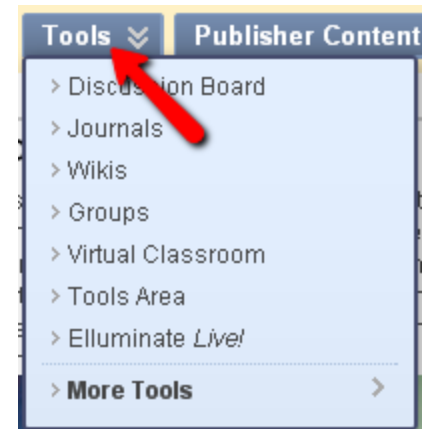 Tools Publisher Content
> Discussion Board
> Journals
> Wikis
> Groups
> Virtual Classroom
> Tools Area
> Elluminate Live!
> More Tools >